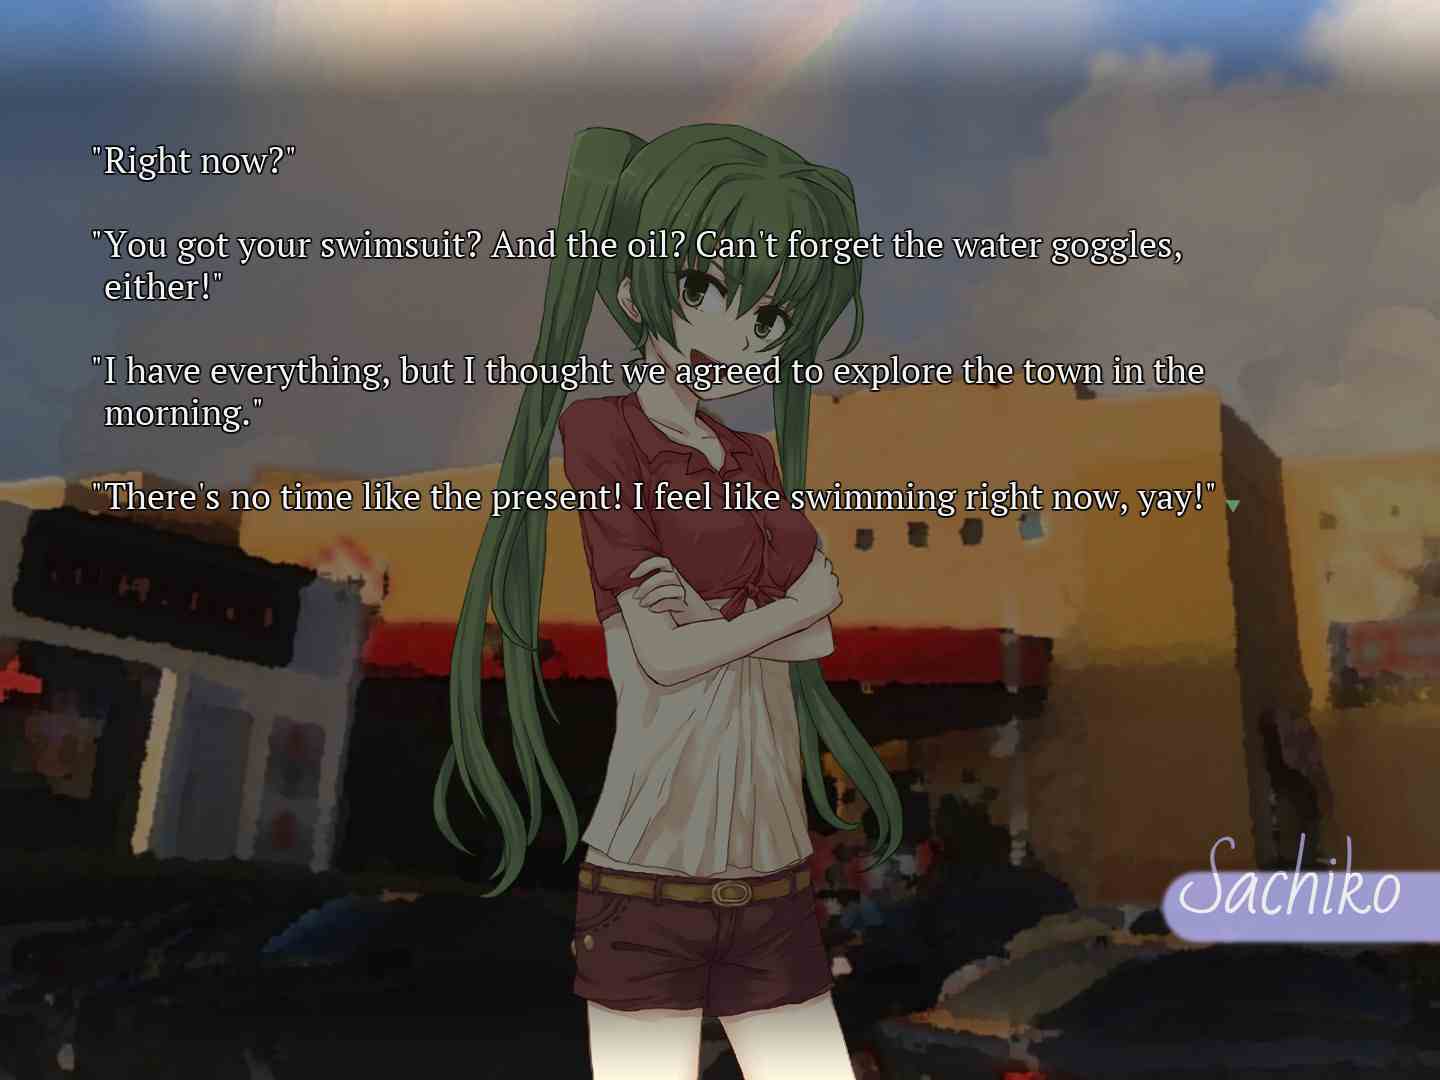 "Right now?"
"You got your swimsuit? And the oil? Can't forget the water goggles,
either!"
"I have everything, but I thought we agreed to explore the town in the
morning."
"There's no time like the present! I feel like swimming right now, yay!"
Sachiko